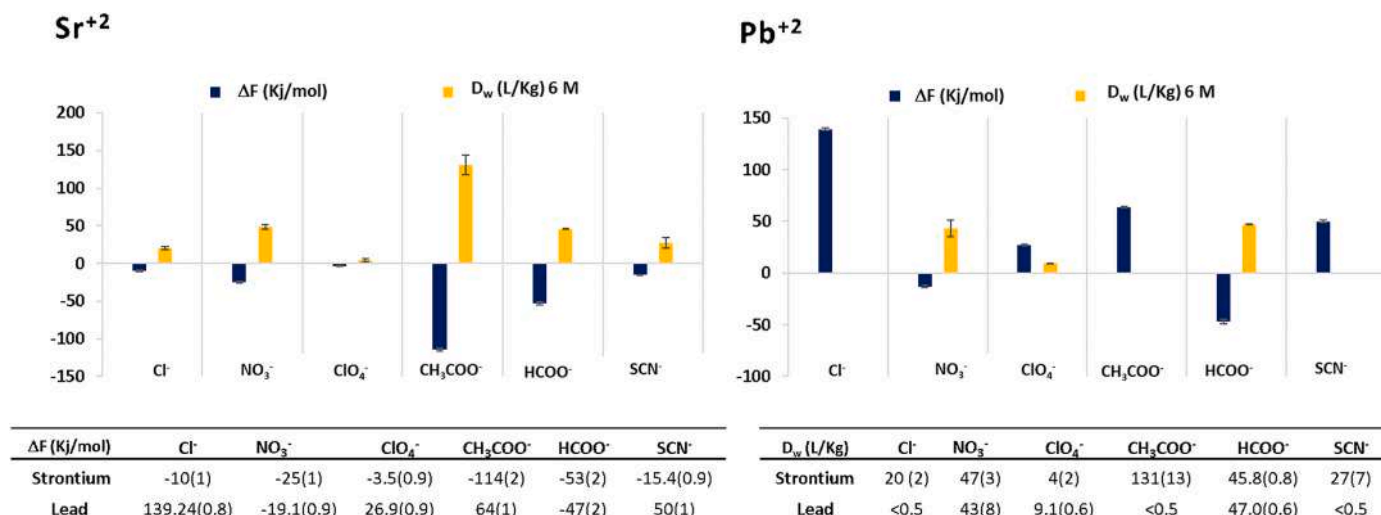 Sr⁺²
ΔF (Kj/mol) D_w (L/Kg) 6 M
200
150
100
50
0
-50
-100
-150
Cl⁻ NO₃⁻ ClO₄⁻ CH₃COO⁻ HCOO⁻ SCN⁻
Pb⁺²
ΔF (Kj/mol) D_w (L/Kg) 6 M
150
100
50
0
-50
-100
Cl⁻ NO₃⁻ ClO₄⁻ CH₃COO⁻ HCOO⁻ SCN⁻
ΔF (Kj/mol) Cl⁻ NO₃⁻ ClO₄⁻ CH₃COO⁻ HCOO⁻ SCN⁻
Strontium -10(1) -25(1) -3.5(0.9) -114(2) -53(2) -15.4(0.9)
Lead 139.24(0.8) -19.1(0.9) 26.9(0.9) 64(1) -47(2) 50(1)
D_w (L/Kg) Cl⁻ NO₃⁻ ClO₄⁻ CH₃COO⁻ HCOO⁻ SCN⁻
Strontium 20 (2) 47(3) 4(2) 131(13) 45.8(0.8) 27(7)
Lead <0.5 43(8) 9.1(0.6) <0.5 47.0(0.6) <0.5